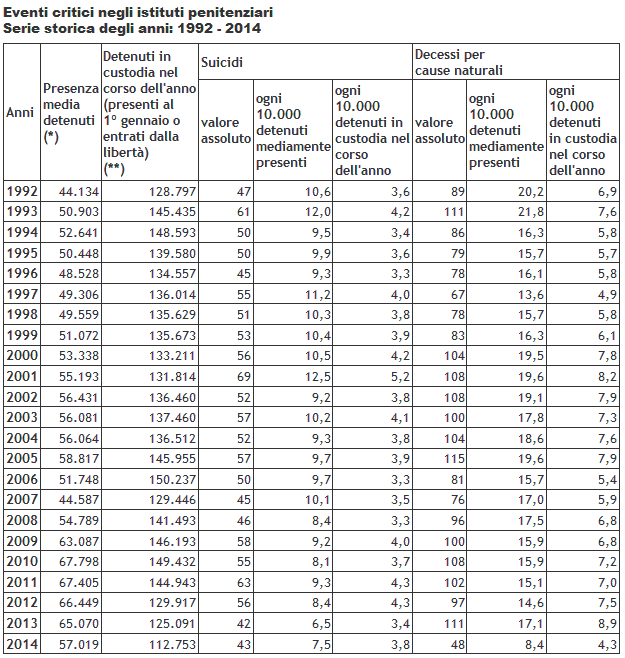 Eventi critici negli istituti penitenziari
Serie storica degli anni: 1992 - 2014
Anni
Presenza media detenuti (*)
Detenuti in custodia nel corso dell'anno (presenti al 1° gennaio o entrati dalla libertà) (**)
Suicidi
valore assoluto
ogni 10.000 detenuti mediamente presenti
ogni 10.000 detenuti in custodia nel corso dell'anno
Decessi per cause naturali
valore assoluto
ogni 10.000 detenuti mediamente presenti
ogni 10.000 detenuti in custodia nel corso dell'anno
1992 44.134 128.797 47 10,6 3,6 89 20,2 6,9
1993 50.903 145.435 61 12,0 4,2 111 21,8 7,6
1994 52.641 148.593 50 9,5 3,4 86 16,3 5,8
1995 50.448 139.580 50 9,9 3,6 79 15,7 5,7
1996 48.528 134.557 45 9,3 3,3 78 16,1 5,8
1997 49.306 136.014 55 11,2 4,0 67 13,6 4,9
1998 49.559 135.629 51 10,3 3,8 78 15,7 5,8
1999 51.072 135.673 53 10,4 3,9 83 16,3 6,1
2000 53.338 133.211 56 10,5 4,2 104 19,5 7,8
2001 55.193 131.814 69 12,5 5,2 108 19,6 8,2
2002 56.431 136.460 52 9,2 3,8 108 19,1 7,9
2003 56.081 137.460 57 10,2 4,1 100 17,8 7,3
2004 56.064 136.512 52 9,3 3,8 104 18,6 7,6
2005 58.817 145.955 57 9,7 3,9 115 19,6 7,9
2006 51.748 150.237 50 9,7 3,3 81 15,7 5,4
2007 44.587 129.446 45 10,1 3,5 76 17,0 5,9
2008 54.789 141.493 46 8,4 3,3 96 17,5 6,8
2009 63.087 146.193 58 9,2 4,0 100 15,9 6,8
2010 67.798 149.432 55 8,1 3,7 108 15,9 7,2
2011 67.405 144.943 63 9,3 4,3 102 15,1 7,0
2012 66.449 129.917 56 8,4 4,3 97 14,6 7,5
2013 65.070 125.091 42 6,5 3,4 111 17,1 8,9
2014 57.019 112.753 43 7,5 3,8 48 8,4 4,3